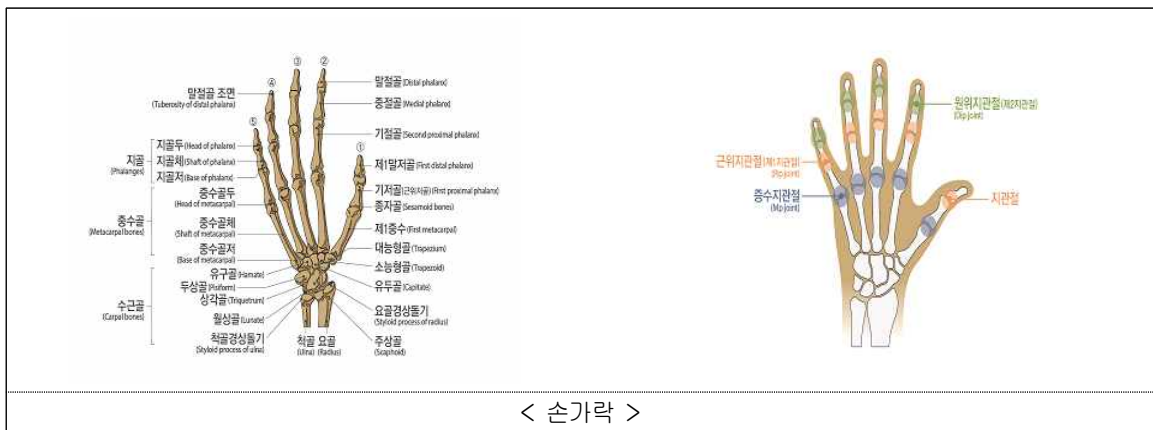 ③
②
④
말절골 조면
(Tuberosity of distal phalanx)
말절골 (Distal phalanx)
중절골 (Medial phalanx)
⑤
기절골 (Second proximal phalanx)
①
지골
(Phalanges)
지골두 (Head of phalanx)
지골체 (Shaft of phalanx)
지골저 (Base of phalanx)
제1말저골 (First distal phalanx)
기저골(근위저골) (First proximal phalanx)
종자골 (Sesamoid bones)
중수골
(Metacarpal bones)
중수골두
(Head of metacarpal)
중수골체
(Shaft of metacarpal)
중수골저
(Base of metacarpal)
제1중수 (First metacarpal)
대능형골 (Trapezium)
소능형골 (Trapezoid)
수근골
(Carpal bones)
유구골 (Hamate)
두상골 (Pisiform)
삼각골 (Triquetrum)
월상골 (Lunate)
척골경상돌기
(Styloid process of ulna)
유두골 (Capitate)
요골경상돌기
(Styloid process of radius)
주상골
(Scaphoid)
척골 요골
(Ulna) (Radius)
원위지관절(제2지관절)
(Dip joint)
근위지관절(제1지관절)
(Pip joint)
중수지관절
(Mp joint)
지관절
< 손가락 >